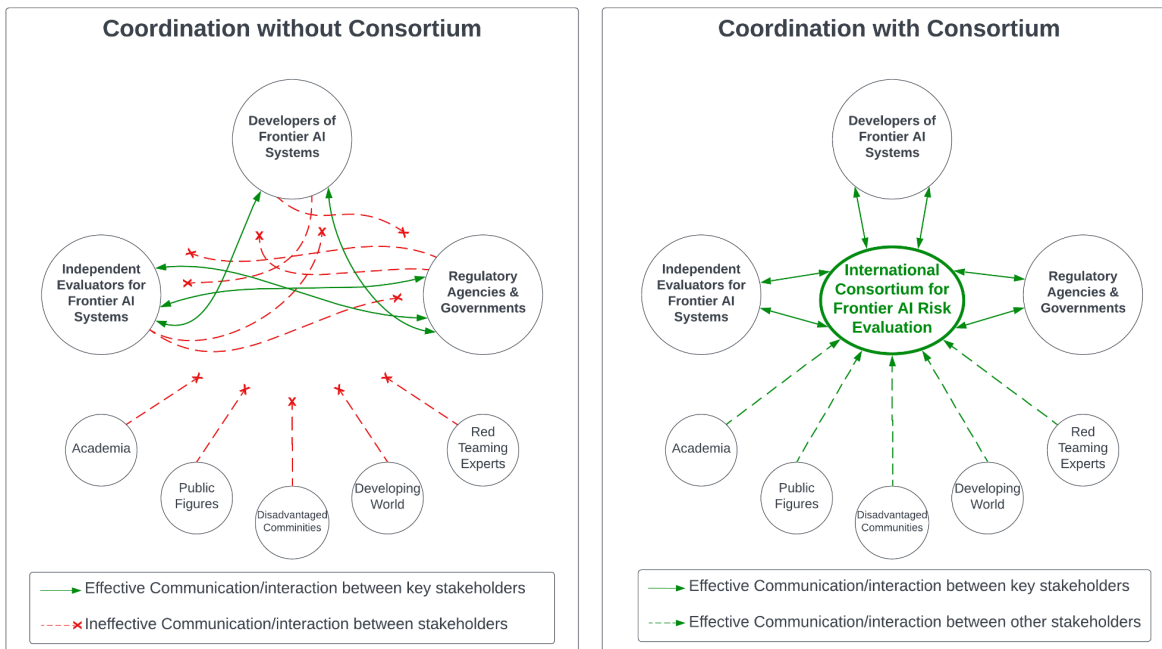 Coordination without Consortium
Developers of
Frontier AI
Systems
Independent
Evaluators for
Frontier AI
Systems
Regulatory
Agencies &
Governments
Academia
Public
Figures
Disadvantaged
Comminities
Developing
World
Red
Teaming
Experts
Effective Communication/interaction between key stakeholders
Ineffective Communication/interaction between stakeholders
Coordination with Consortium
Developers of
Frontier AI
Systems
Independent
Evaluators for
Frontier AI
Systems
International
Consortium for
Frontier AI Risk
Evaluation
Regulatory
Agencies &
Governments
Academia
Public
Figures
Disadvantaged
Communities
Developing
World
Red
Teaming
Experts
Effective Communication/interaction between key stakeholders
Effective Communication/interaction between other stakeholders